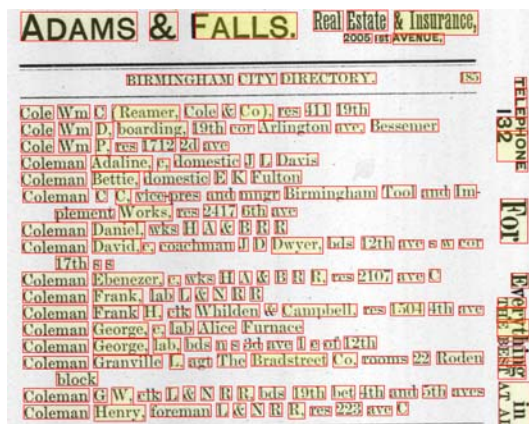 ADAMS & FALLS. Real Estate & Insurance,
2005 1st AVENUE,
BIRMINGHAM CITY DIRECTORY. 185
Cole Wm C (Reamer, Cole & Co), res 411 19th
Cole Wm D, boarding, 19th cor Arlington ave, Bessemer
Cole Wm P, res 1712 2d ave
Coleman Adaline, c, domestic J L Davis
Coleman Bettie, domestic E K Fulton
Coleman C C, vice-pres and mngr Birmingham Tool and Im-
plement Works, res 2417 6th ave
Coleman Daniel, wks H A & B R R
Coleman David, c, coachman J D Dwyer, bds 12th ave s w cor
17th s s
Coleman Ebenezer, c, wks H A & B R R, res 2107 ave C
Coleman Frank, lab L & N R R
Coleman Frank H, clk Whilden & Campbell, res 1504 4th ave
Coleman George, c, lab Alice Furnace
Coleman George, lab, bds n s 3d ave 1 e of 12th
Coleman Granville L, agt The Bradstreet Co, rooms 22 Roden
block
Coleman G W, clk L & N R R, bds 19th bet 4th and 5th aves
Coleman Henry, foreman L & N R R, res 223 ave C
TELEPHONE
132
For Everything in
THE BEST AT